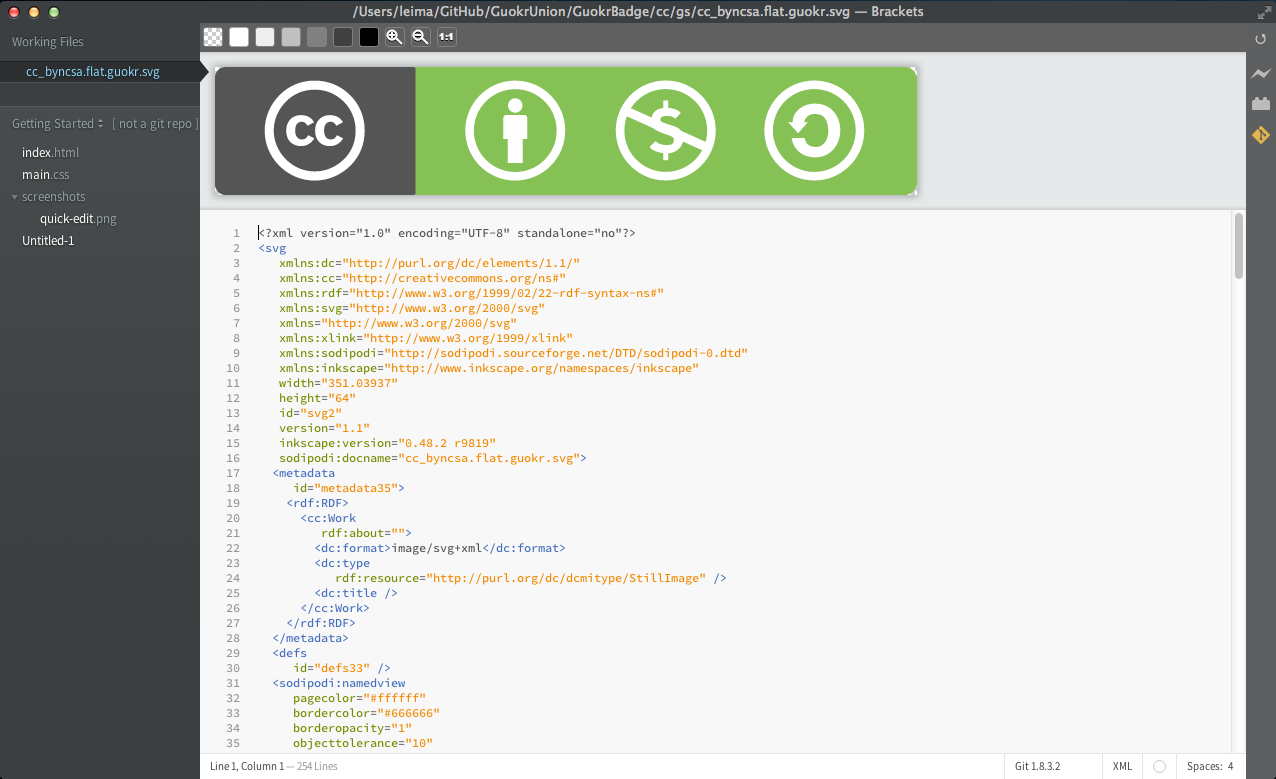 /Users/leima/GitHub/GuokrUnion/GuokrBadge/cc/gs/cc_byncsa.flat.guokr.svg — Brackets
Working Files
cc_byncsa.flat.guokr.svg
Getting Started [ not a git repo ]
index.html
main.css
screenshots
quick-edit.png
Untitled-1
1:1
cc
$
1 <?xml version="1.0" encoding="UTF-8" standalone="no"?>
2 <svg
3 xmlns:dc="http://purl.org/dc/elements/1.1/"
4 xmlns:cc="http://creativecommons.org/ns#"
5 xmlns:rdf="http://www.w3.org/1999/02/22-rdf-syntax-ns#"
6 xmlns:svg="http://www.w3.org/2000/svg"
7 xmlns="http://www.w3.org/2000/svg"
8 xmlns:xlink="http://www.w3.org/1999/xlink"
9 xmlns:sodipodi="http://sodipodi.sourceforge.net/DTD/sodipodi-0.dtd"
10 xmlns:inkscape="http://www.inkscape.org/namespaces/inkscape"
11 width="351.03937"
12 height="64"
13 id="svg2"
14 version="1.1"
15 inkscape:version="0.48.2 r9819"
16 sodipodi:docname="cc_byncsa.flat.guokr.svg">
17 <metadata
18 id="metadata35">
19 <rdf:RDF>
20 <cc:Work
21 rdf:about="">
22 <dc:format>image/svg+xml</dc:format>
23 <dc:type
24 rdf:resource="http://purl.org/dc/dcmitype/StillImage" />
25 <dc:title />
26 </cc:Work>
27 </rdf:RDF>
28 </metadata>
29 <defs
30 id="defs33" />
31 <sodipodi:namedview
32 pagecolor="#ffffff"
33 bordercolor="#666666"
34 borderopacity="1"
35 objecttolerance="10"
Line 1, Column 1 — 254 Lines
Git 1.8.3.2
XML
Spaces: 4